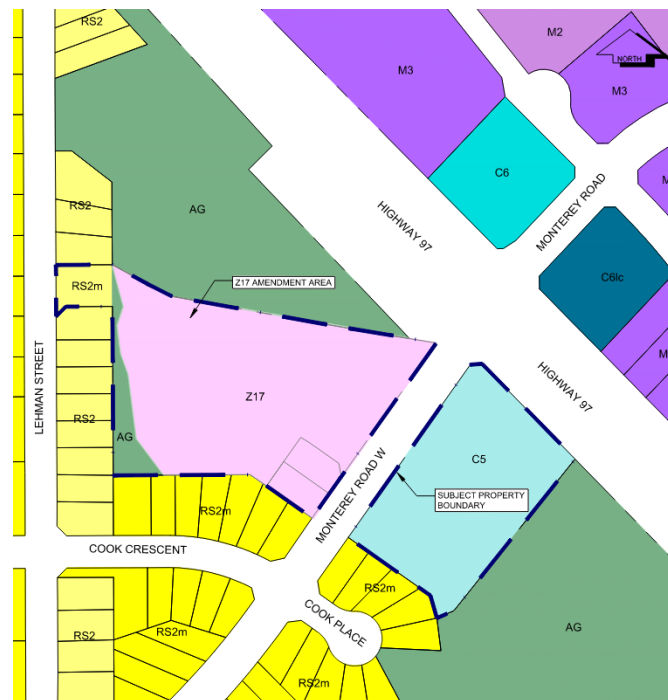 RS2
M2
NORTH
M3
M3
C6
M
RS2
AG
HIGHWAY 97
MONTEREY ROAD
Z17 AMENDMENT AREA
RS2m
C6lc
M
LEHMAN STREET
HIGHWAY 97
Z17
RS2
AG
C5
SUBJECT PROPERTY
BOUNDARY
MONTEREY ROAD W
RS2m
COOK CRESCENT
RS2m
COOK PLACE
RS2
RS2m
AG
RS2m